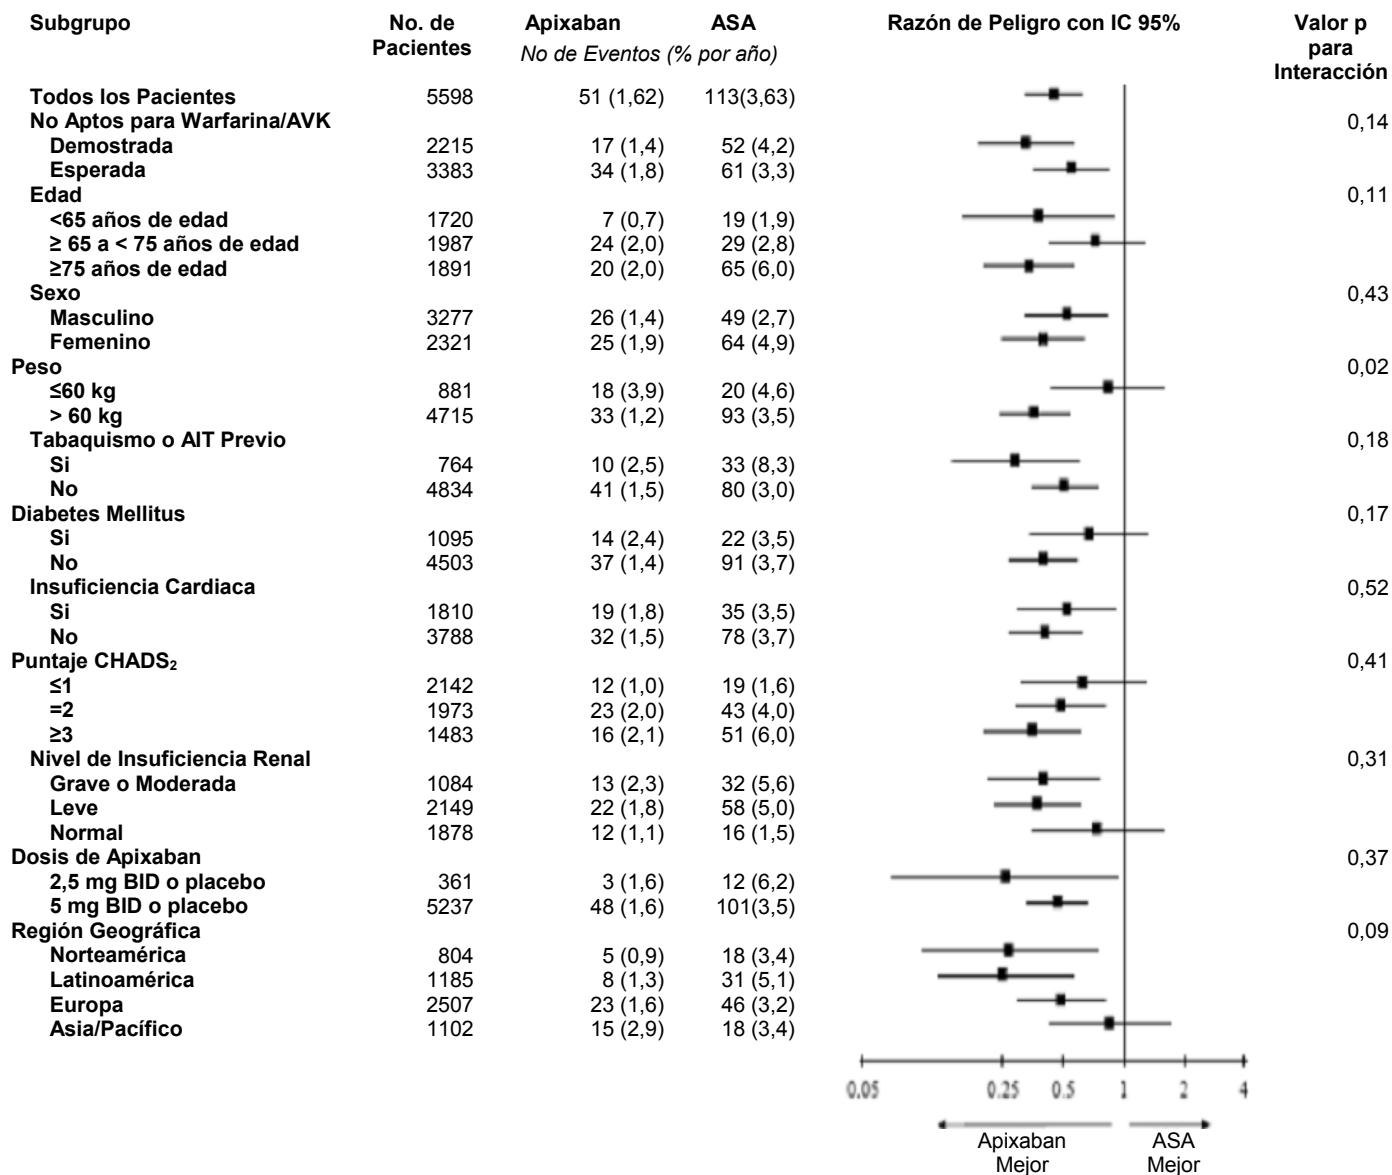 Subgrupo No. de Pacientes Apixaban ASA Razón de Peligro con IC 95% Valor p para Interacción
No de Eventos (% por año)
Todos los Pacientes 5598 51 (1,62) 113(3,63)
No Aptos para Warfarina/AVK 0,14
Demostrada 2215 17 (1,4) 52 (4,2)
Esperada 3383 34 (1,8) 61 (3,3)
Edad 0,11
<65 años de edad 1720 7 (0,7) 19 (1,9)
≥ 65 a < 75 años de edad 1987 24 (2,0) 29 (2,8)
≥75 años de edad 1891 20 (2,0) 65 (6,0)
Sexo 0,43
Masculino 3277 26 (1,4) 49 (2,7)
Femenino 2321 25 (1,9) 64 (4,9)
Peso 0,02
≤60 kg 881 18 (3,9) 20 (4,6)
> 60 kg 4715 33 (1,2) 93 (3,5)
Tabaquismo o AIT Previo 0,18
Si 764 10 (2,5) 33 (8,3)
No 4834 41 (1,5) 80 (3,0)
Diabetes Mellitus 0,17
Si 1095 14 (2,4) 22 (3,5)
No 4503 37 (1,4) 91 (3,7)
Insuficiencia Cardiaca 0,52
Si 1810 19 (1,8) 35 (3,5)
No 3788 32 (1,5) 78 (3,7)
Puntaje CHADS₂ 0,41
≤1 2142 12 (1,0) 19 (1,6)
=2 1973 23 (2,0) 43 (4,0)
≥3 1483 16 (2,1) 51 (6,0)
Nivel de Insuficiencia Renal 0,31
Grave o Moderada 1084 13 (2,3) 32 (5,6)
Leve 2149 22 (1,8) 58 (5,0)
Normal 1878 12 (1,1) 16 (1,5)
Dosis de Apixaban 0,37
2,5 mg BID o placebo 361 3 (1,6) 12 (6,2)
5 mg BID o placebo 5237 48 (1,6) 101(3,5)
Región Geográfica 0,09
Norteamérica 804 5 (0,9) 18 (3,4)
Latinoamérica 1185 8 (1,3) 31 (5,1)
Europa 2507 23 (1,6) 46 (3,2)
Asia/Pacífico 1102 15 (2,9) 18 (3,4)
0.05 0.25 0.5 1 2 4
Apixaban ASA
Mejor Mejor